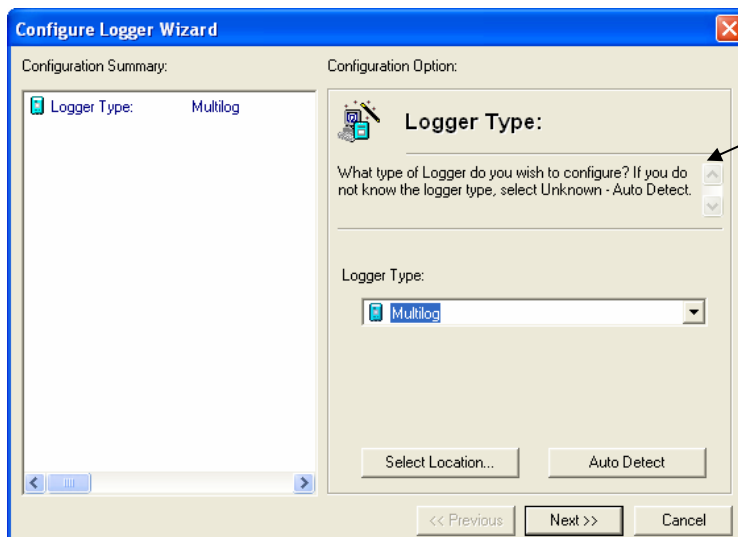 Configure Logger Wizard
Configuration Summary:
Logger Type: Multilog
Configuration Option:
Logger Type:
What type of Logger do you wish to configure? If you do
not know the logger type, select Unknown - Auto Detect.
Logger Type:
Multilog
Select Location...
Auto Detect
<< Previous
Next >>
Cancel